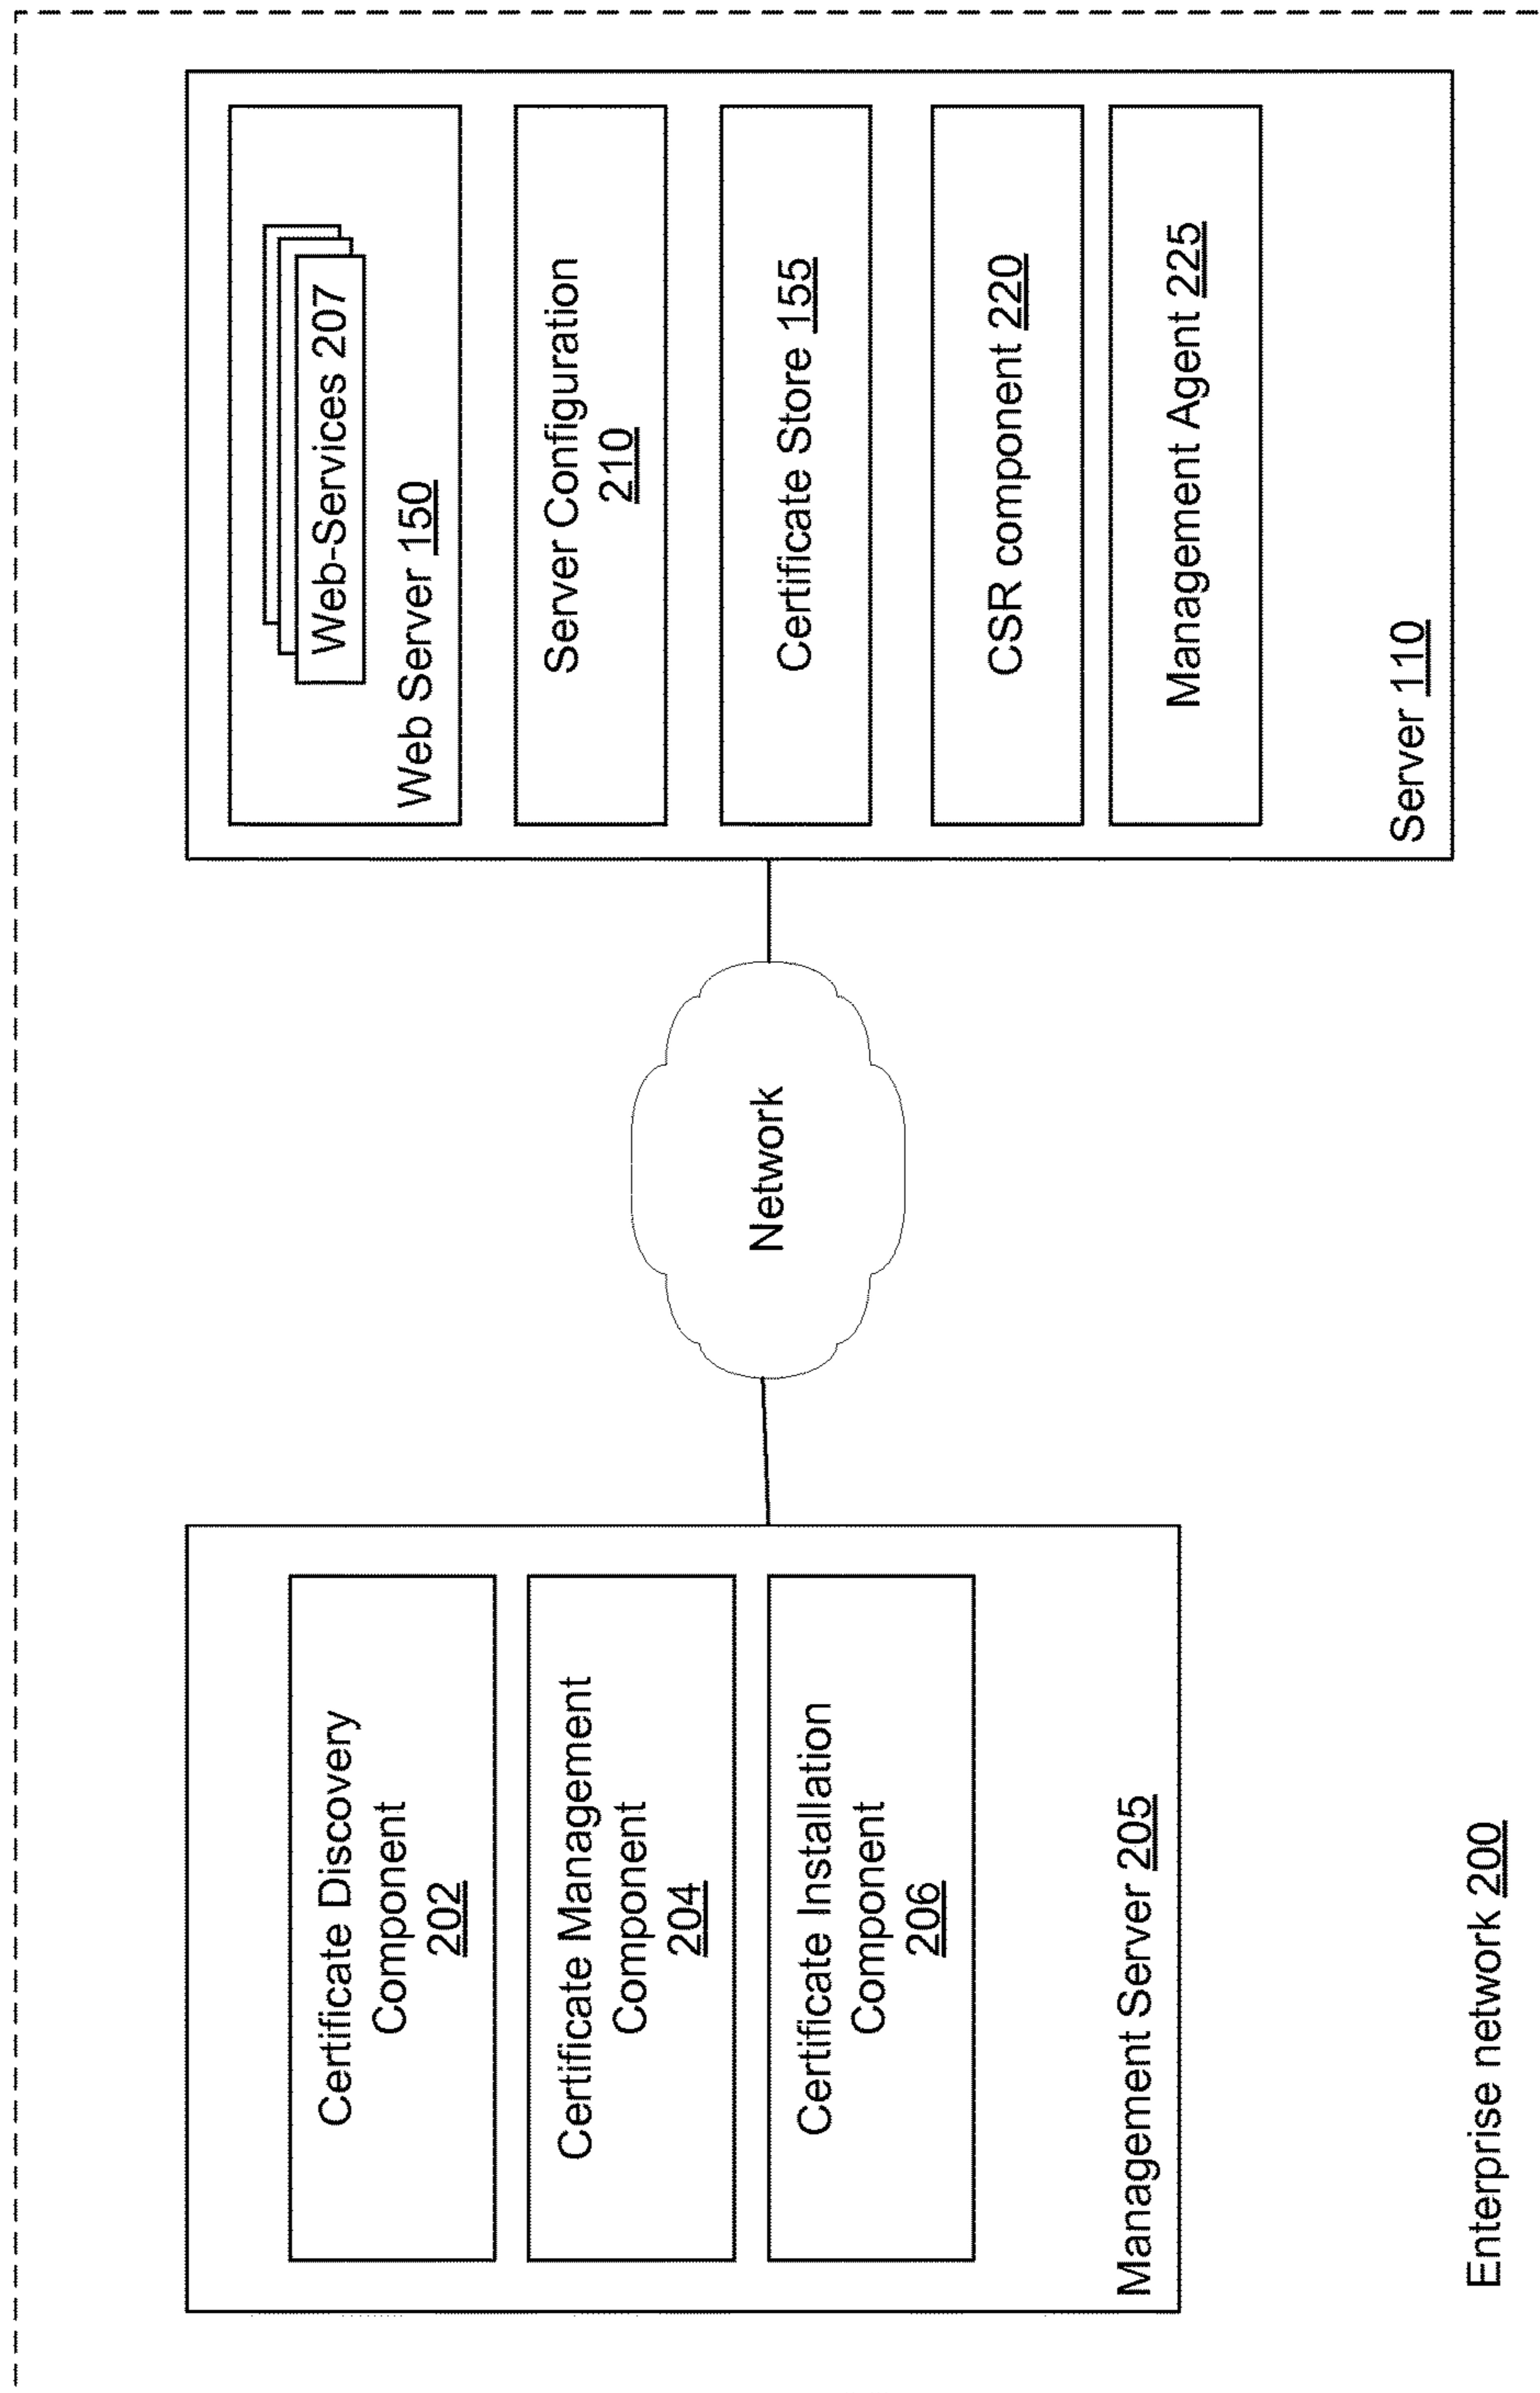 Certificate Discovery
Component
202
Certificate Management
Component
204
Certificate Installation
Component
206
Management Server 205
Network
Web-Services 207
Web Server 150
Server Configuration
210
Certificate Store 155
CSR component 220
Management Agent 225
Server 110
Enterprise network 200